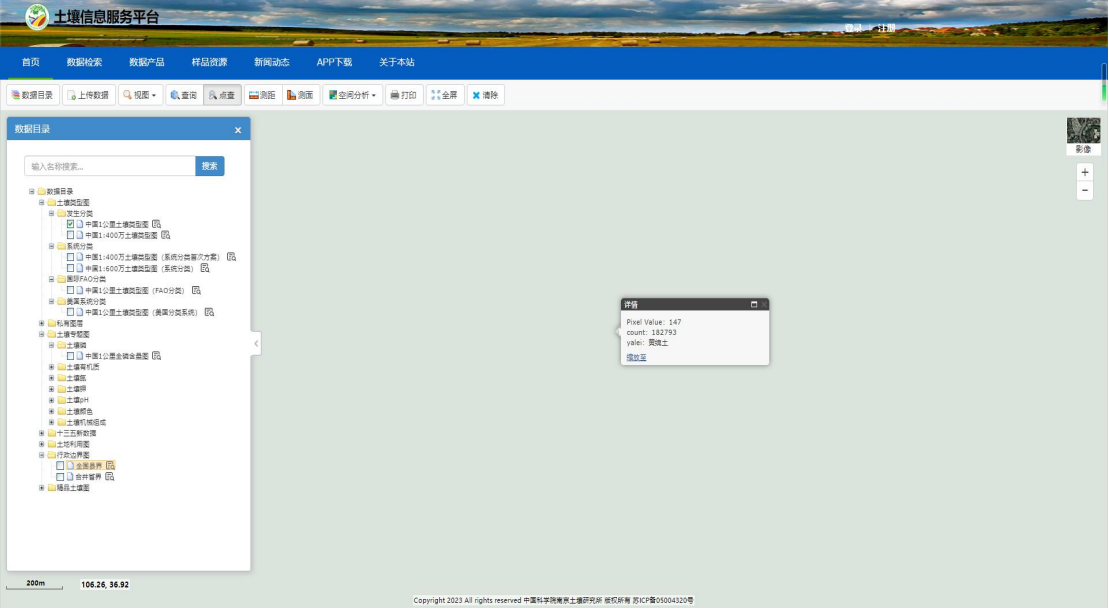 土壤信息服务平台
登录 注册
首页 数据检索 数据产品 样品资源 新闻动态 APP下载 关于本站
数据目录 上传数据 视图 查询 点查 测距 测面 空间分析 打印 全屏 清除
数据目录
影像
输入名称搜索... 搜索
+
−
数据目录
土壤类型图
发生分类
中国1公里土壤类型图
中国1:400万土壤类型图
系统分类
中国1:400万土壤类型图（系统分类首次方案）
中国1:600万土壤类型图（系统分类）
国际FAO分类
中国1公里土壤类型图（FAO分类）
美国系统分类
中国1公里土壤类型图（美国分类系统）
私有图层
土壤专题图
土壤磷
中国1公里全磷含量图
土壤有机质
土壤氮
土壤钾
土壤pH
土壤颜色
土壤机械组成
十三五新数据
土地利用图
行政边界图
全国县界
合并省界
赣品土壤图
详情
Pixel Value: 147
count: 182793
yalei: 黄绵土
缩放至
200m
106.26, 36.92
Copyright 2023 All rights reserved 中国科学院南京土壤研究所 版权所有 苏ICP备05004320号